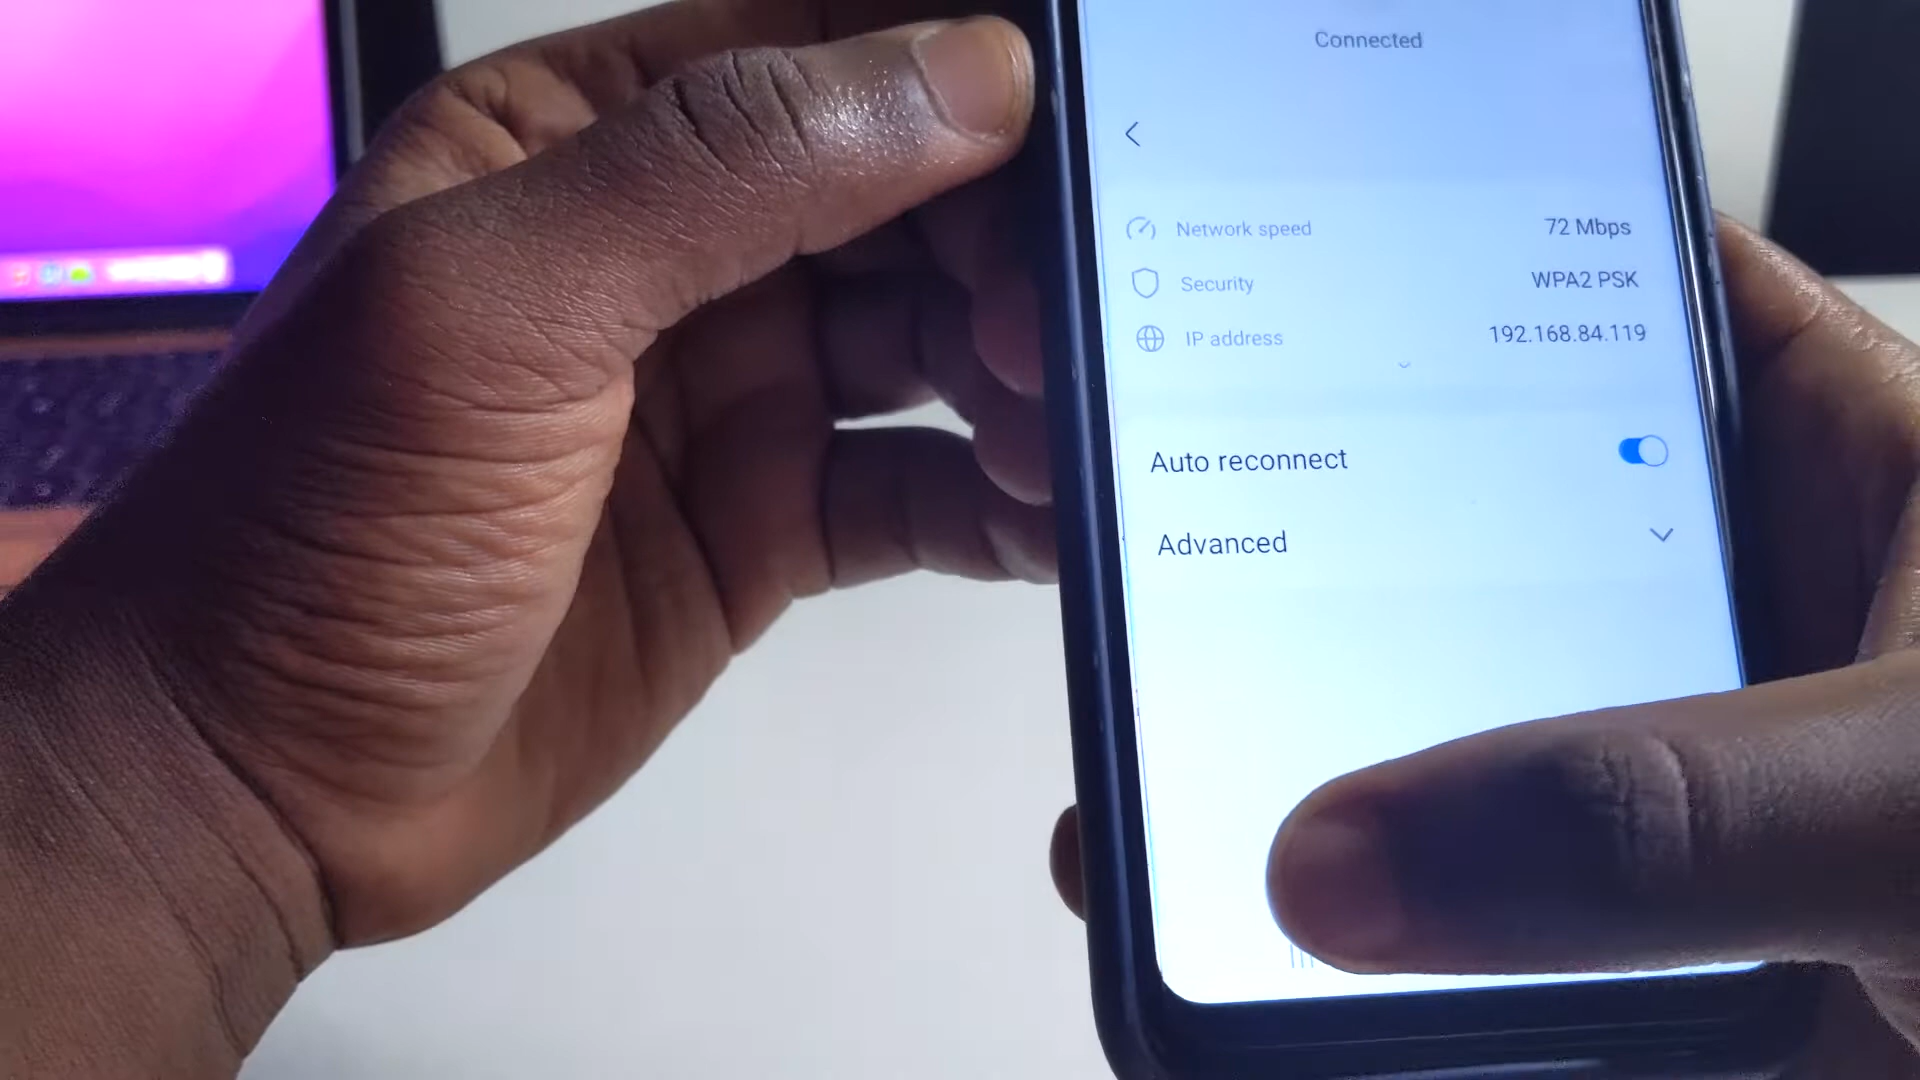 Connected
Network speed 72 Mbps
Security WPA2 PSK
IP address 192.168.84.119
Auto reconnect
Advanced